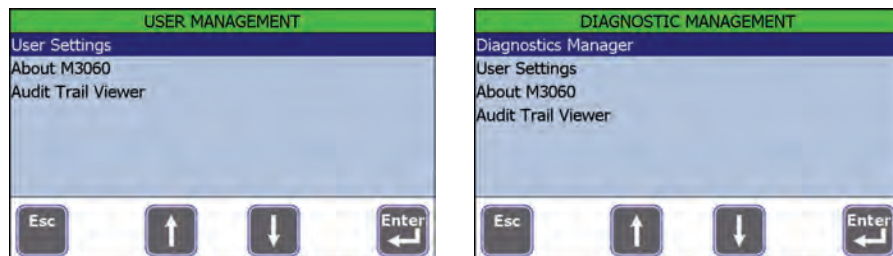 USER MANAGEMENT
User Settings
About M3060
Audit Trail Viewer
Esc
Enter
DIAGNOSTIC MANAGEMENT
Diagnostics Manager
User Settings
About M3060
Audit Trail Viewer
Esc
Enter